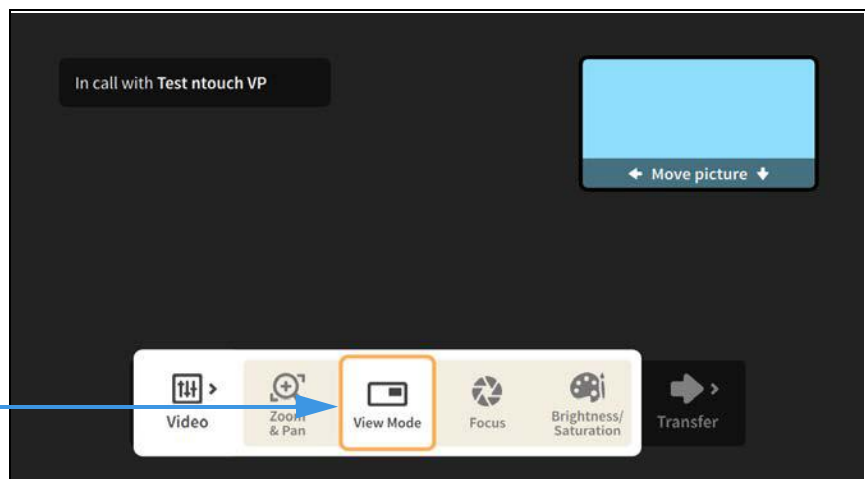 In call with Test ntouch VP
Move picture
Video
Zoom
& Pan
View Mode
Focus
Brightness/
Saturation
Transfer